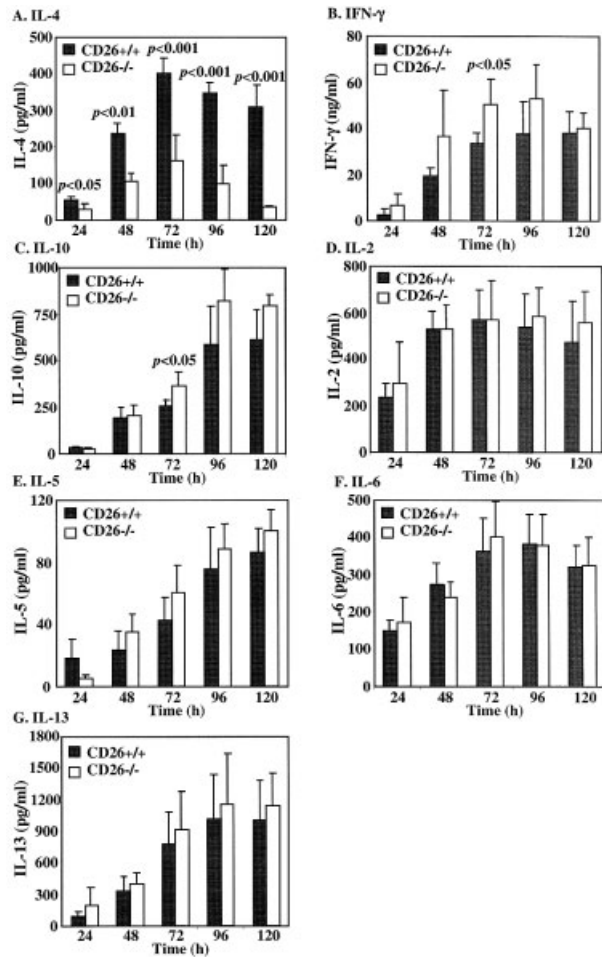 A. IL-4
500
400
300
200
100
0
IL-4 (pg/ml)
CD26+/+
CD26-/-
p<0.05
p<0.01
p<0.001
p<0.001
p<0.001
24 48 72 96 120
Time (h)
B. IFN-γ
80
60
40
20
0
IFN-γ (ng/ml)
CD26+/+
CD26-/-
p<0.05
24 48 72 96 120
Time (h)
C. IL-10
1000
750
500
250
0
IL-10 (pg/ml)
CD26+/+
CD26-/-
p<0.05
24 48 72 96 120
Time (h)
D. IL-2
800
600
400
200
0
IL-2 (pg/ml)
CD26+/+
CD26-/-
24 48 72 96 120
Time (h)
E. IL-5
120
80
40
0
IL-5 (pg/ml)
CD26+/+
CD26-/-
24 48 72 96 120
Time (h)
F. IL-6
500
400
300
200
100
0
IL-6 (pg/ml)
CD26+/+
CD26-/-
24 48 72 96 120
Time (h)
G. IL-13
1800
1500
1200
900
600
300
0
IL-13 (pg/ml)
CD26+/+
CD26-/-
24 48 72 96 120
Time (h)